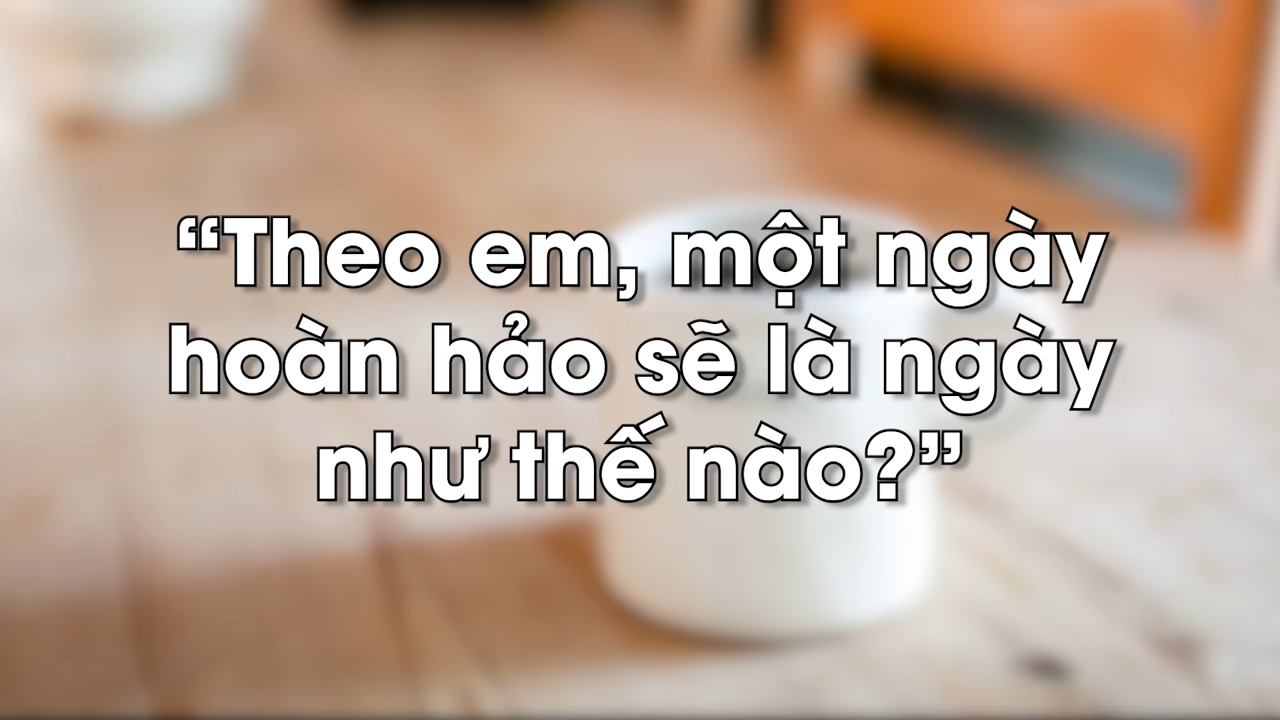 “Theo em, một ngày
hoàn hảo sẽ là ngày
như thế nào?”